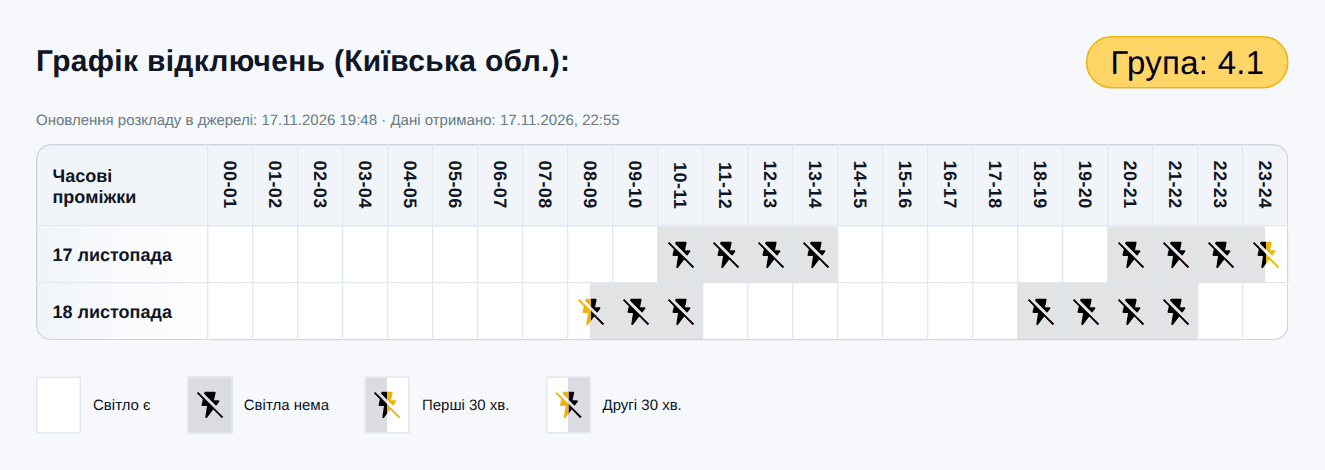 Графік відключень (Київська обл.):
Група: 4.1
Оновлення розкладу в джерелі: 17.11.2026 19:48 · Дані отримано: 17.11.2026, 22:55
Часові
проміжки
00-01
01-02
02-03
03-04
04-05
05-06
06-07
07-08
08-09
09-10
10-11
11-12
12-13
13-14
14-15
15-16
16-17
17-18
18-19
19-20
20-21
21-22
22-23
23-24
17 листопада
18 листопада
Світло є
Світла нема
Перші 30 хв.
Другі 30 хв.